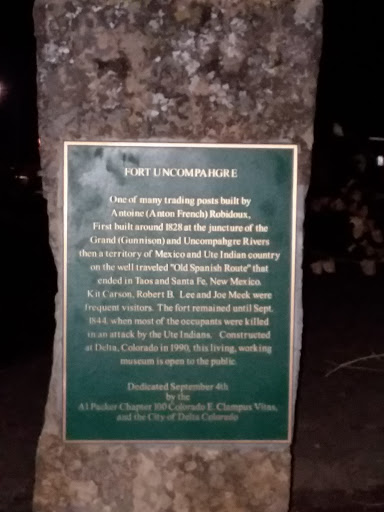 FORT UNCOMPAHGRE
One of many trading posts built by
Antoine (Anton French) Robidoux,
First built around 1828 at the juncture of the
Grand (Gunnison) and Uncompahgre Rivers
then a territory of Mexico and Ute Indian country
on the well traveled "Old Spanish Route" that
ended in Taos and Santa Fe, New Mexico.
Kit Carson, Robert B. Lee and Joe Meek were
frequent visitors. The fort remained until Sept.
1844, when most of the occupants were killed
in an attack by the Ute Indians. Constructed
at Delta, Colorado in 1990, this living, working
museum is open to the public.
Dedicated September 4th
by the
Al Packer Chapter 100 Colorado E. Clampus Vitus,
and the City of Delta Colorado